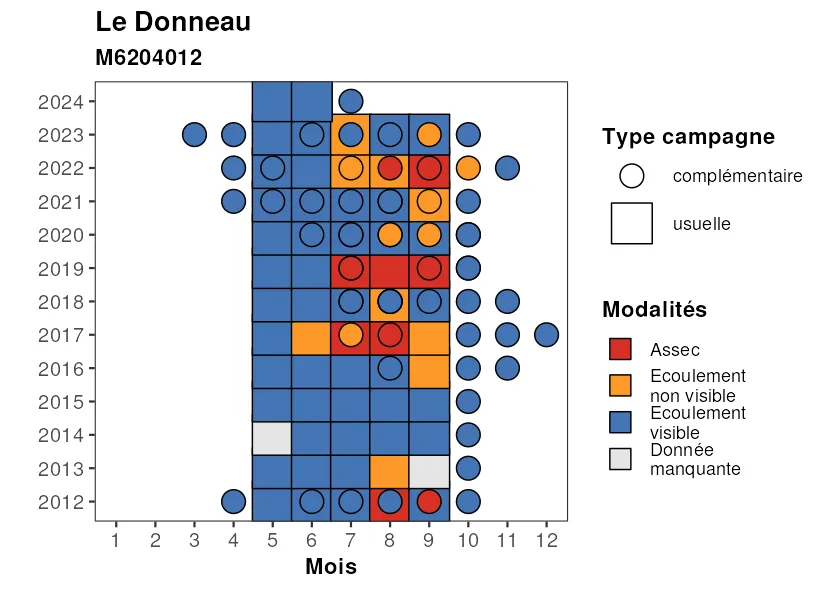 Le Donneau
M6204012
2024
2023
2022
2021
2020
2019
2018
2017
2016
2015
2014
2013
2012
1 2 3 4 5 6 7 8 9 10 11 12
Mois
Type campagne
complémentaire
usuelle
Modalités
Assec
Ecoulement
non visible
Ecoulement
visible
Donnée
manquante